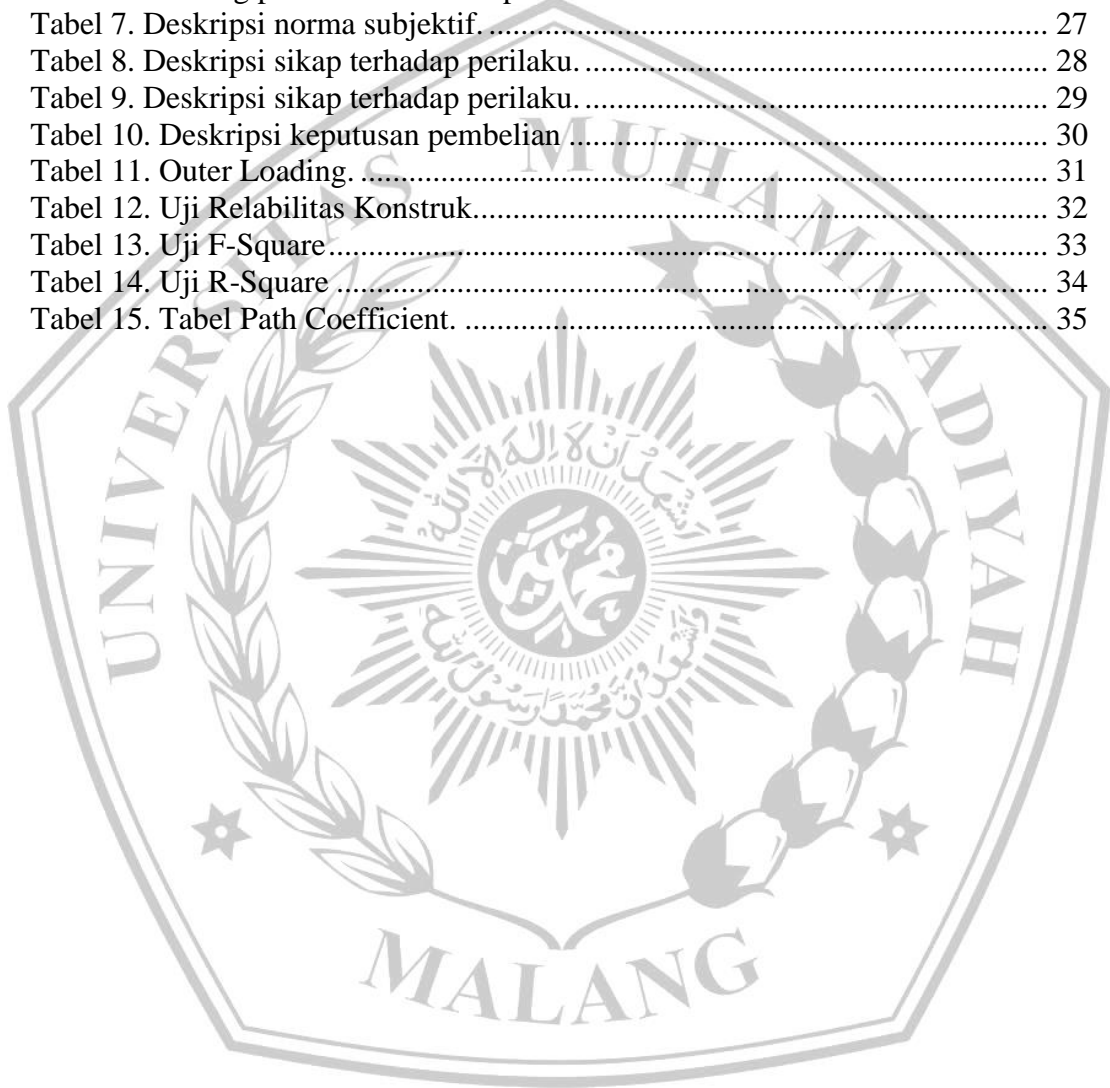 Tabel 7. Deskripsi norma subjektif. .......................................................................... 27
Tabel 8. Deskripsi sikap terhadap perilaku. ............................................................. 28
Tabel 9. Deskripsi sikap terhadap perilaku. ............................................................. 29
Tabel 10. Deskripsi keputusan pembelian ............................................................... 30
Tabel 11. Outer Loading. ........................................................................................... 31
Tabel 12. Uji Relabilitas Konstruk............................................................................ 32
Tabel 13. Uji F-Square............................................................................................... 33
Tabel 14. Uji R-Square .............................................................................................. 34
Tabel 15. Tabel Path Coefficient. ............................................................................. 35
UNIVERSITAS MUHAMMADIYAH
MALANG